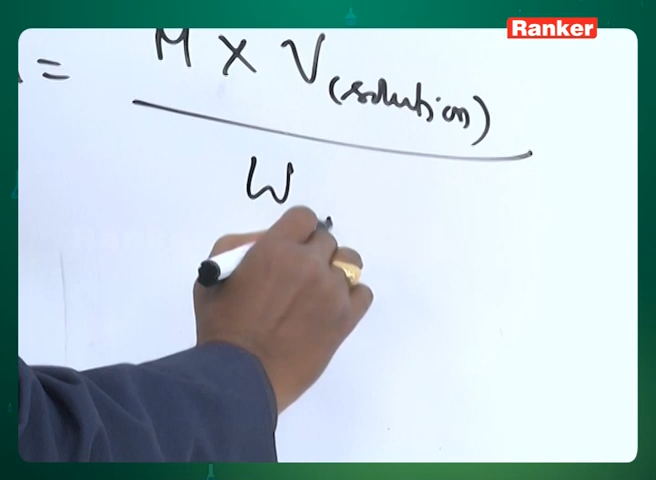 Ranker
= M x V(solution)
W